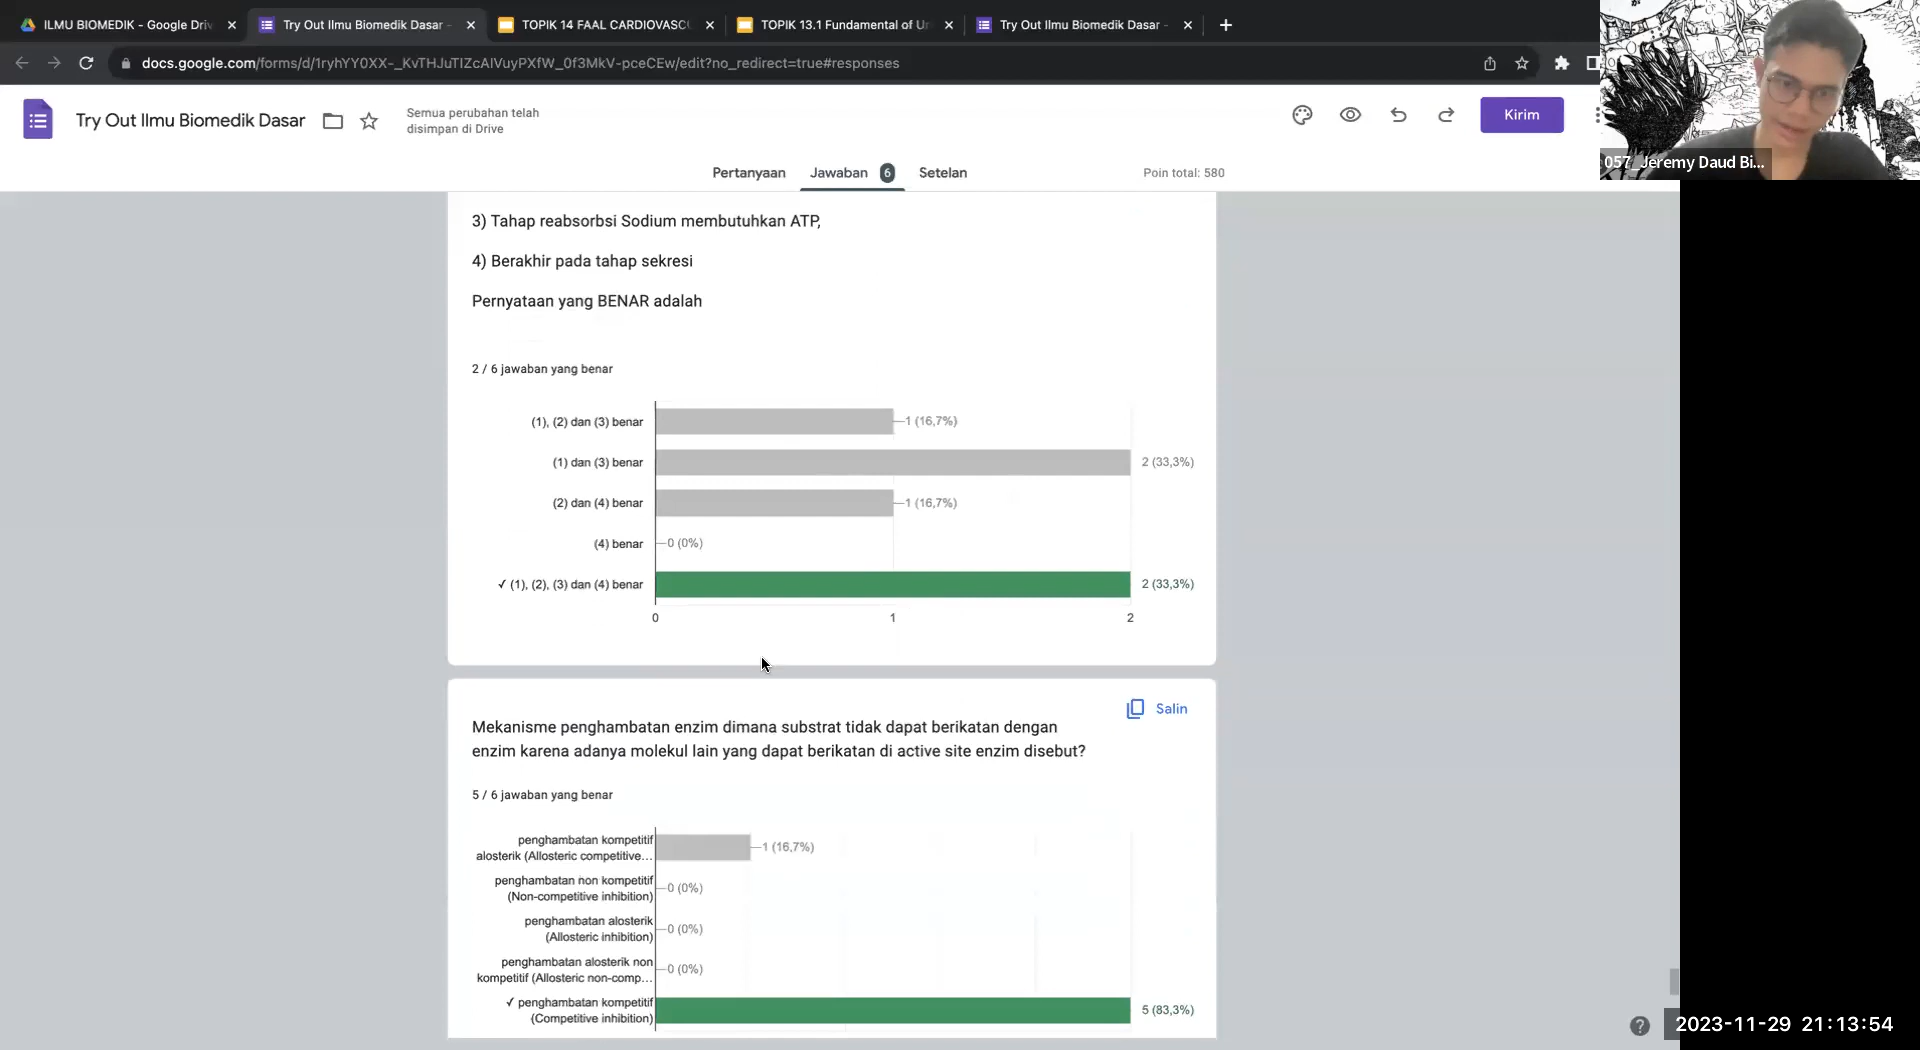 ILMU BIOMEDIK - Google Driv
Try Out Ilmu Biomedik Dasar -
TOPIK 14 FAAL CARDIOVASCU
TOPIK 13.1 Fundamental of Ur
Try Out Ilmu Biomedik Dasar -
docs.google.com/forms/d/1ryhYY0XX-_KvTHJuTIZcAlVuyPXfW_0f3MkV-pceCEw/edit?no_redirect=true#responses
Try Out Ilmu Biomedik Dasar
Semua perubahan telah
disimpan di Drive
Kirim
057_Jeremy Daud Bi...
Pertanyaan
Jawaban 6
Setelan
Poin total: 580
3) Tahap reabsorbsi Sodium membutuhkan ATP,
4) Berakhir pada tahap sekresi
Pernyataan yang BENAR adalah
2 / 6 jawaban yang benar
(1), (2) dan (3) benar 1 (16,7%)
(1) dan (3) benar 2 (33,3%)
(2) dan (4) benar 1 (16,7%)
(4) benar 0 (0%)
✓ (1), (2), (3) dan (4) benar 2 (33,3%)
0 1 2
Salin
Mekanisme penghambatan enzim dimana substrat tidak dapat berikatan dengan
enzim karena adanya molekul lain yang dapat berikatan di active site enzim disebut?
5 / 6 jawaban yang benar
penghambatan kompetitif
alosterik (Allosteric competitive...
1 (16,7%)
penghambatan non kompetitif
(Non-competitive inhibition)
0 (0%)
penghambatan alosterik
(Allosteric inhibition)
0 (0%)
penghambatan alosterik non
kompetitif (Allosteric non-comp...
0 (0%)
✓ penghambatan kompetitif
(Competitive inhibition)
5 (83,3%)
2023-11-29 21:13:54